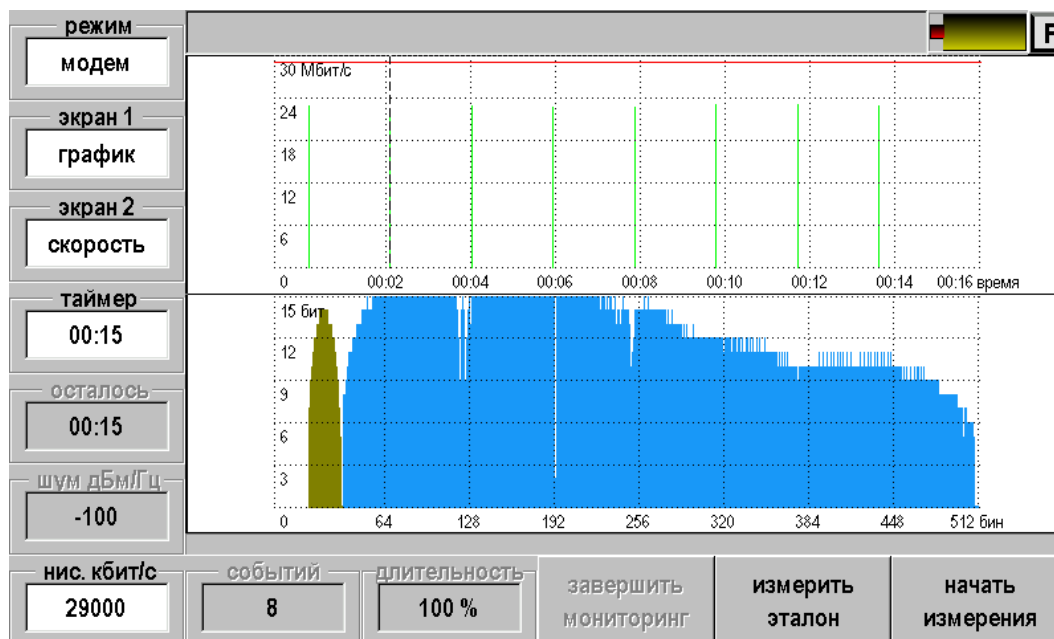 режим
модем
F
экран 1
график
экран 2
скорость
таймер
00:15
осталось
00:15
шум дБм/Гц
-100
30 Мбит/с
24
18
12
6
0 00:02 00:04 00:06 00:08 00:10 00:12 00:14 00:16 время
15 бит
12
9
6
3
0 64 128 192 256 320 384 448 512 бин
нис. кбит/с
29000
событий
8
длительность
100 %
завершить
мониторинг
измерить
эталон
начать
измерения